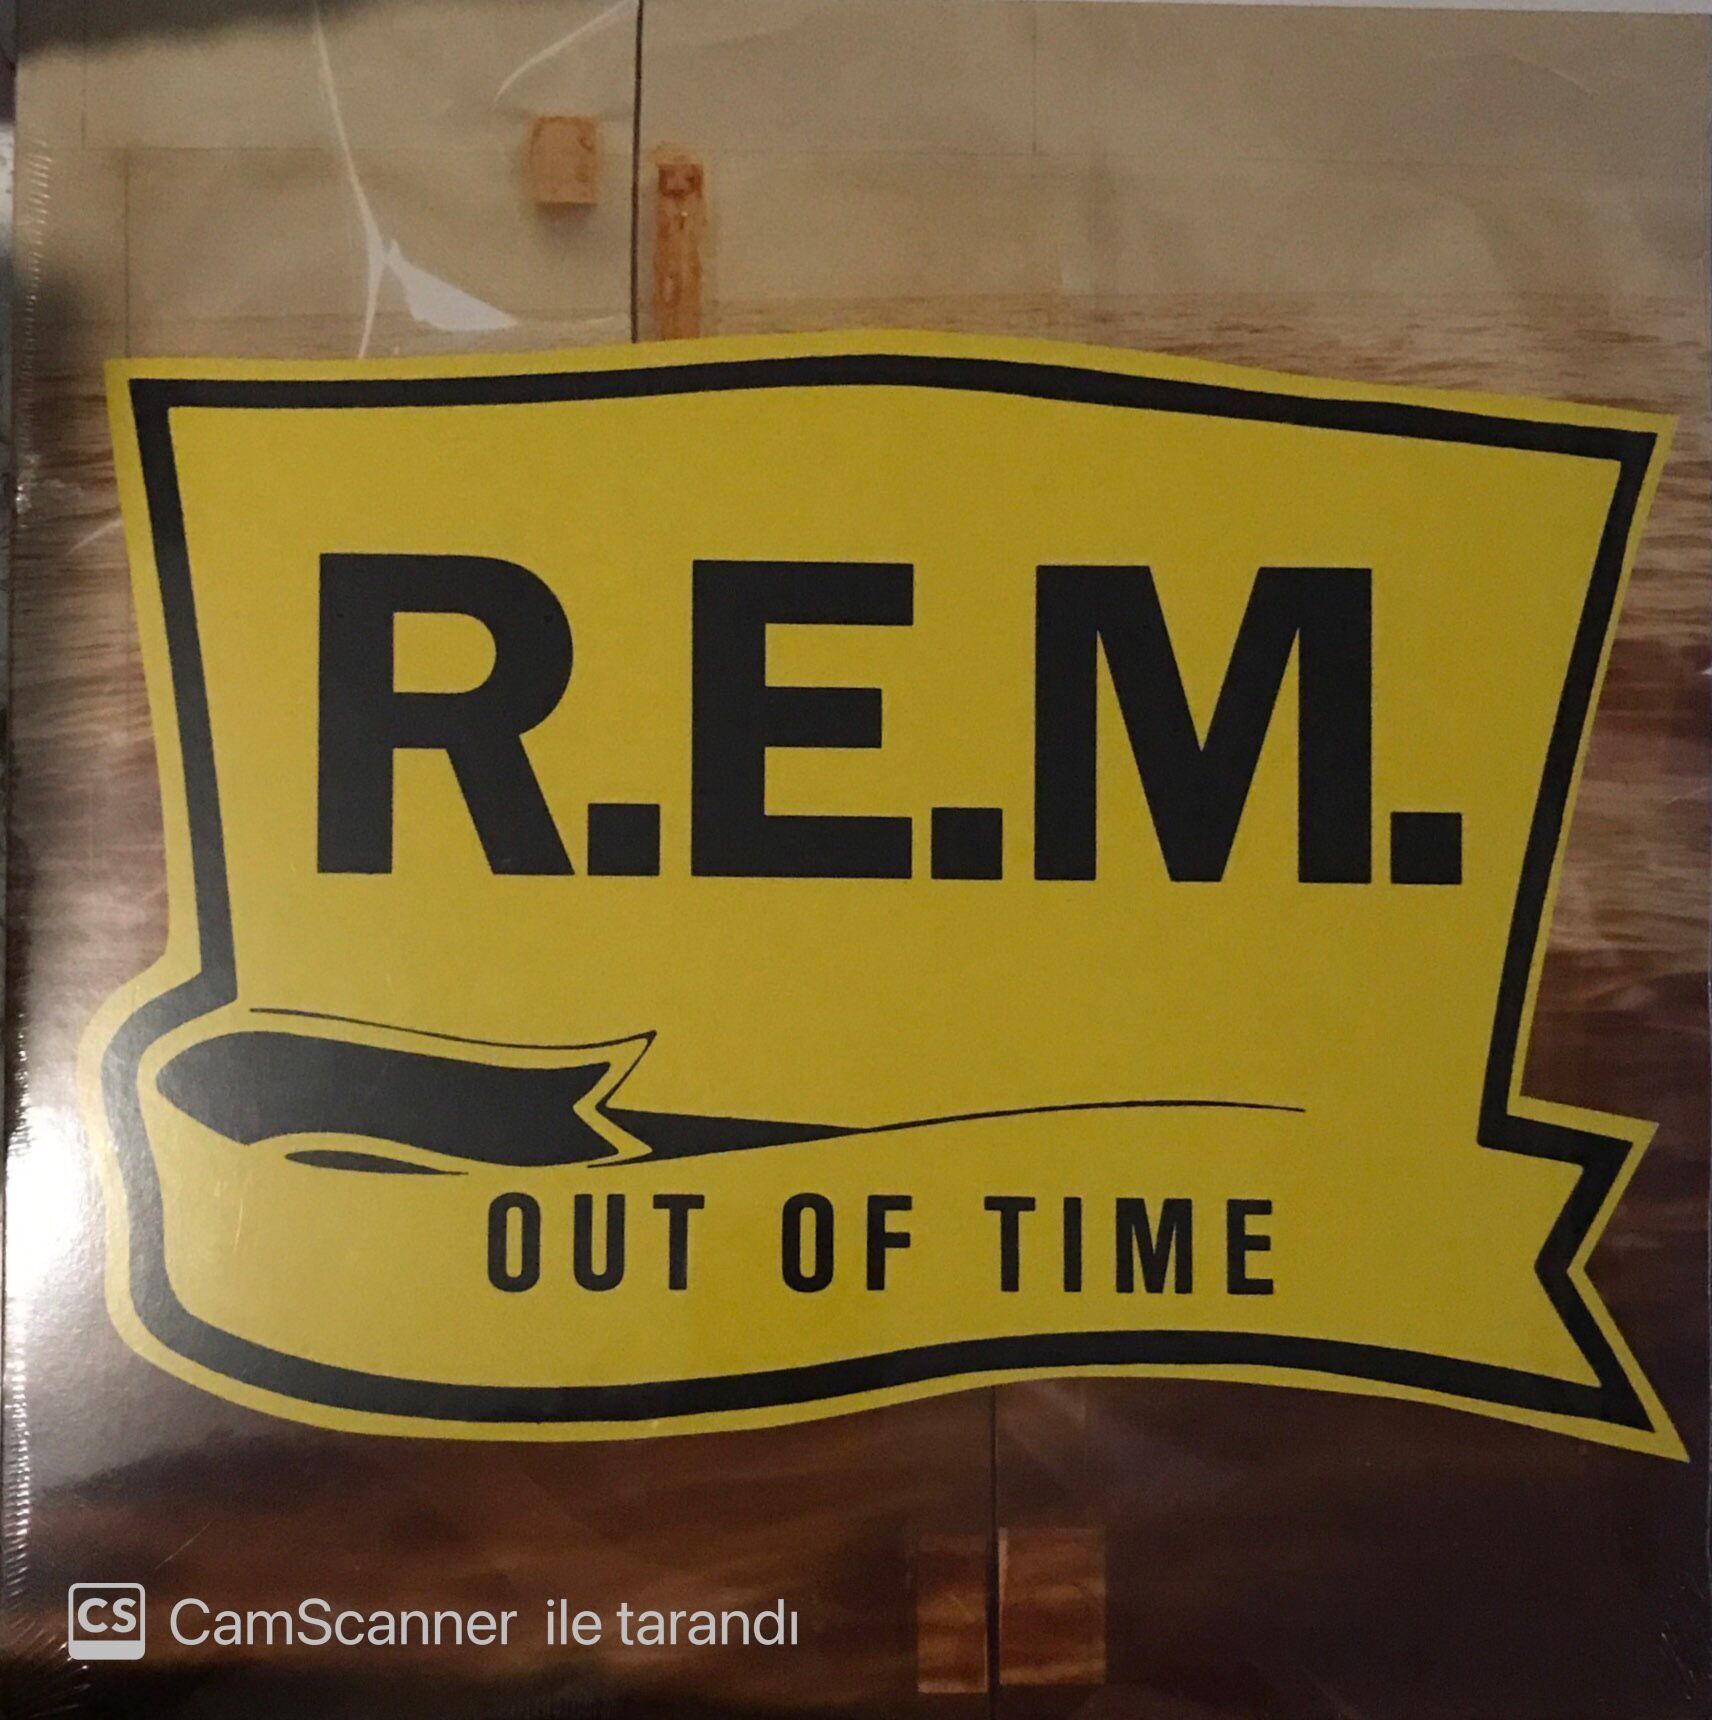 R.E.M.
OUT OF TIME
CS CamScanner ile tarandı